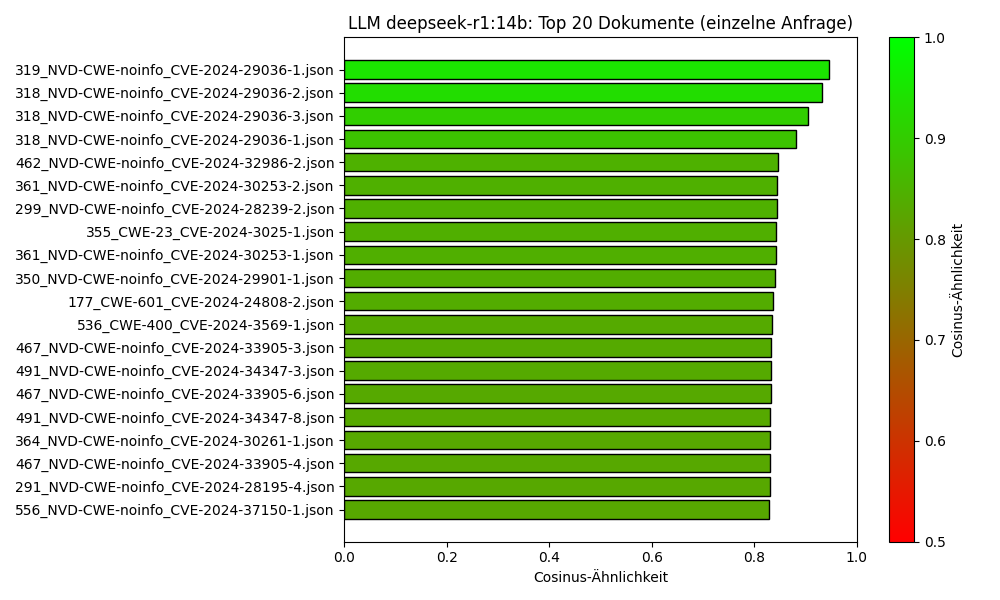 LLM deepseek-r1:14b: Top 20 Dokumente (einzelne Anfrage)
319_NVD-CWE-noinfo_CVE-2024-29036-1.json
318_NVD-CWE-noinfo_CVE-2024-29036-2.json
318_NVD-CWE-noinfo_CVE-2024-29036-3.json
318_NVD-CWE-noinfo_CVE-2024-29036-1.json
462_NVD-CWE-noinfo_CVE-2024-32986-2.json
361_NVD-CWE-noinfo_CVE-2024-30253-2.json
299_NVD-CWE-noinfo_CVE-2024-28239-2.json
355_CWE-23_CVE-2024-3025-1.json
361_NVD-CWE-noinfo_CVE-2024-30253-1.json
350_NVD-CWE-noinfo_CVE-2024-29901-1.json
177_CWE-601_CVE-2024-24808-2.json
536_CWE-400_CVE-2024-3569-1.json
467_NVD-CWE-noinfo_CVE-2024-33905-3.json
491_NVD-CWE-noinfo_CVE-2024-34347-3.json
467_NVD-CWE-noinfo_CVE-2024-33905-6.json
491_NVD-CWE-noinfo_CVE-2024-34347-8.json
364_NVD-CWE-noinfo_CVE-2024-30261-1.json
467_NVD-CWE-noinfo_CVE-2024-33905-4.json
291_NVD-CWE-noinfo_CVE-2024-28195-4.json
556_NVD-CWE-noinfo_CVE-2024-37150-1.json
0.0 0.2 0.4 0.6 0.8 1.0
Cosinus-Ähnlichkeit
1.0
0.9
0.8
0.7
0.6
0.5
Cosinus-Ähnlichkeit